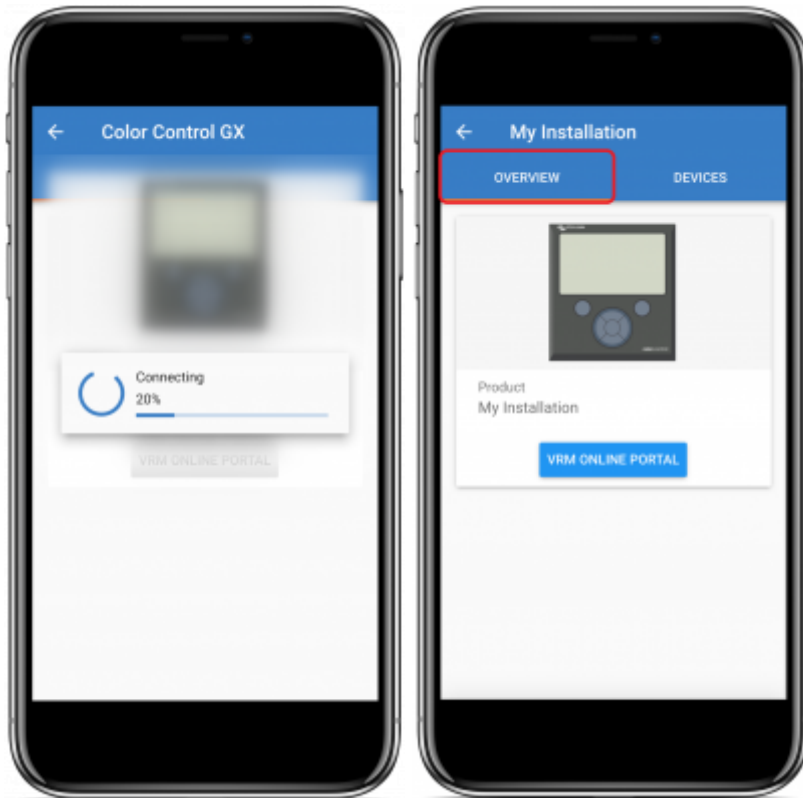 Color Control GX
Connecting
20%
VRM ONLINE PORTAL
My Installation
OVERVIEW
DEVICES
Product
My Installation
VRM ONLINE PORTAL